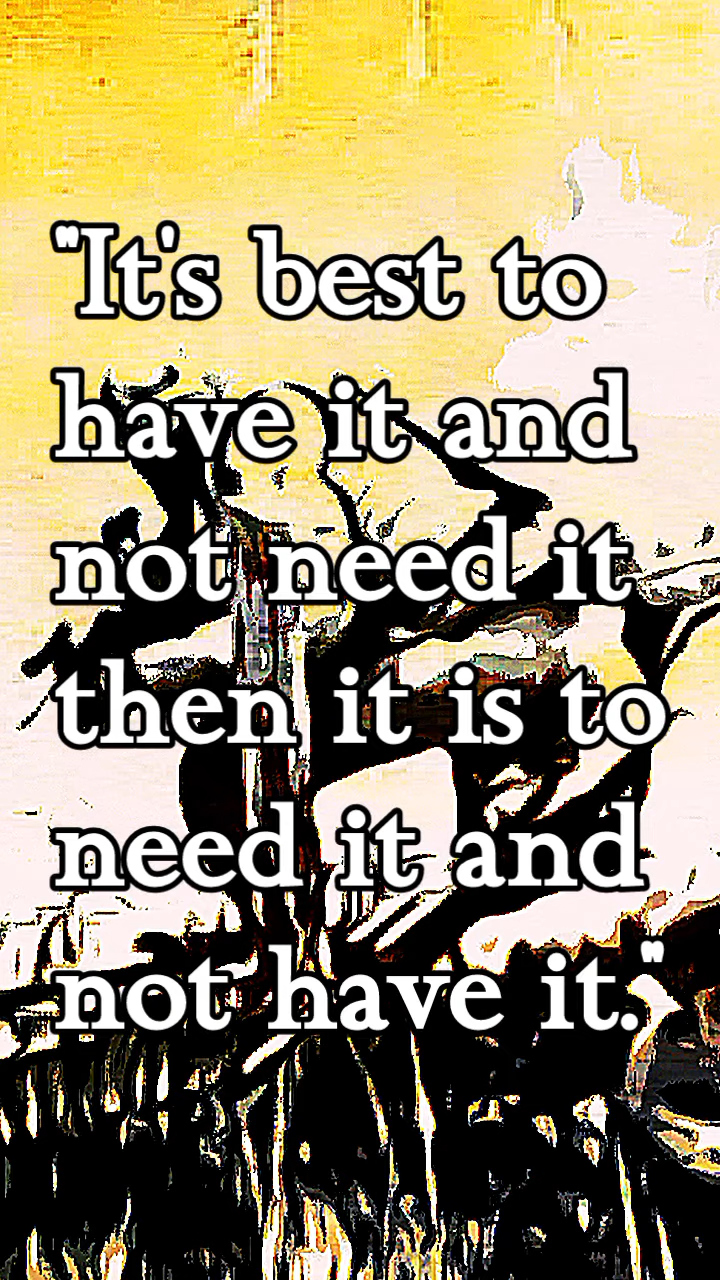 "It's best to
have it and
not need it
then it is to
need it and
not have it."